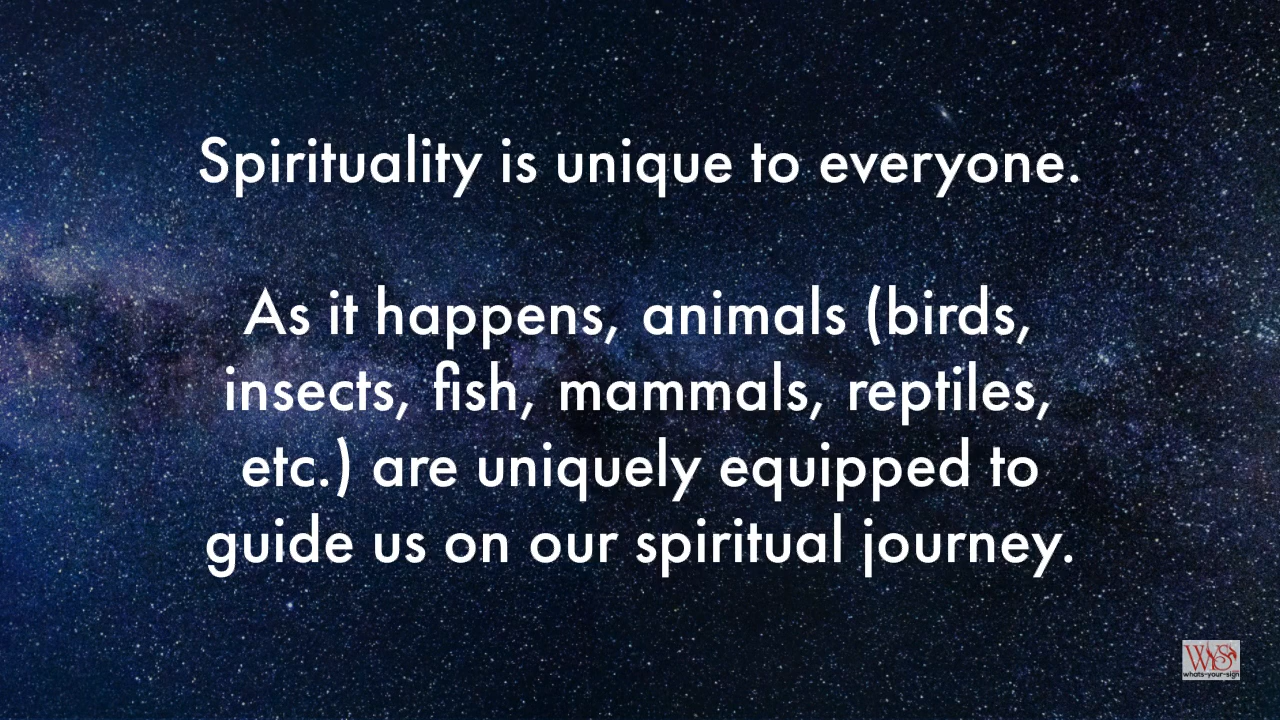 Spirituality is unique to everyone.
As it happens, animals (birds,
insects, fish, mammals, reptiles,
etc.) are uniquely equipped to
guide us on our spiritual journey.
WYS
whats-your-sign